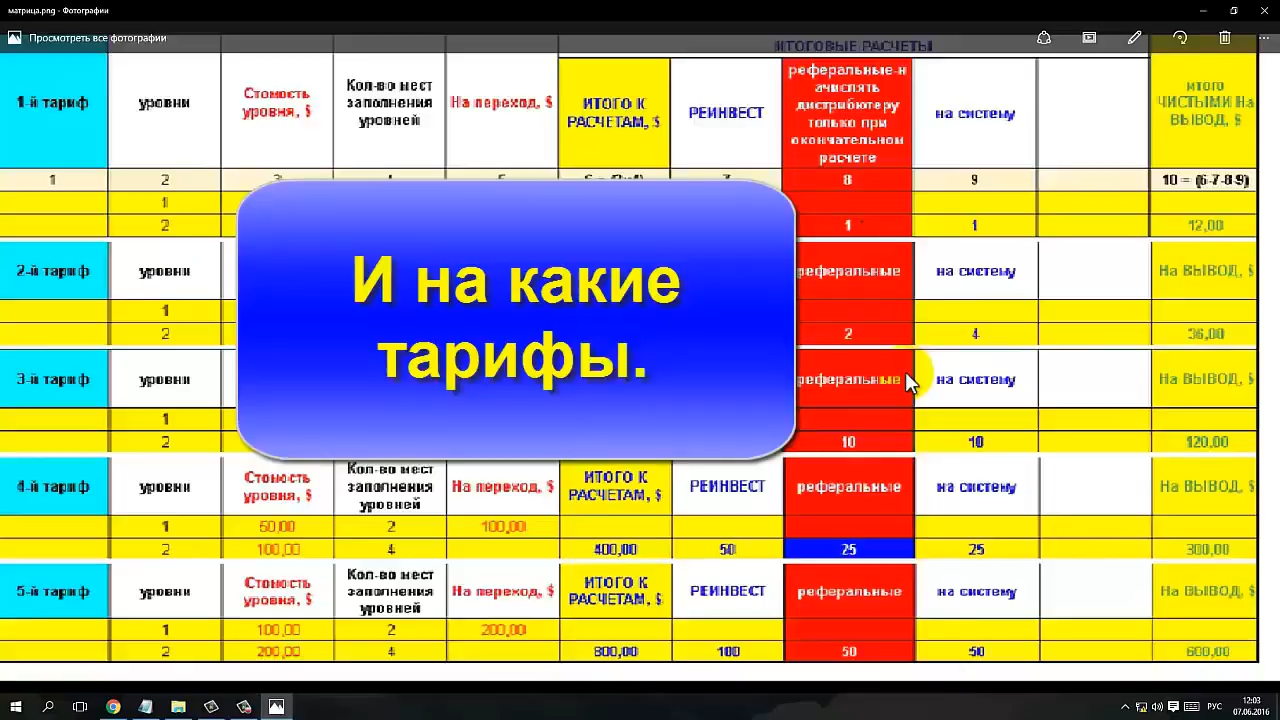 матрица.png - Фотографии
Просмотреть все фотографии
ИТОГОВЫЕ РАСЧЕТЫ
1-й тариф
уровни
Стомость
уровня, $
Кол-во мест
заполнения
уровней
На переход, $
ИТОГО К
РАСЧЕТАМ, $
РЕИНВЕСТ
реферальные-н
ачислять
дистрибютеру
только при
окончательном
расчете
на систему
итого
ЧИСТЫМИ На
ВЫВОД, $
1 2 7 8 9 10 = (6-7-8-9)
1
2 1 1 12,00
2-й тариф уровни реферальные на систему На ВЫВОД, $
1
2 2 4 36,00
3-й тариф уровни реферальные на систему На ВЫВОД, $
1
2 10 10 120,00
И на какие
тарифы.
4-й тариф
уровни
Стомость
уровня, $
Кол-во мест
заполнения
уровней
На переход, $
ИТОГО К
РАСЧЕТАМ, $
РЕИНВЕСТ
реферальные
на систему
На ВЫВОД, $
1 50,00 2 100,00
2 100,00 4 400,00 50 25 25 300,00
5-й тариф
уровни
Стомость
уровня, $
Кол-во мест
заполнения
уровней
На переход, $
ИТОГО К
РАСЧЕТАМ, $
РЕИНВЕСТ
реферальные
на систему
На ВЫВОД, $
1 100,00 2 200,00
2 200,00 4 800,00 100 50 50 600,00
РУС
12:03
07.06.2016